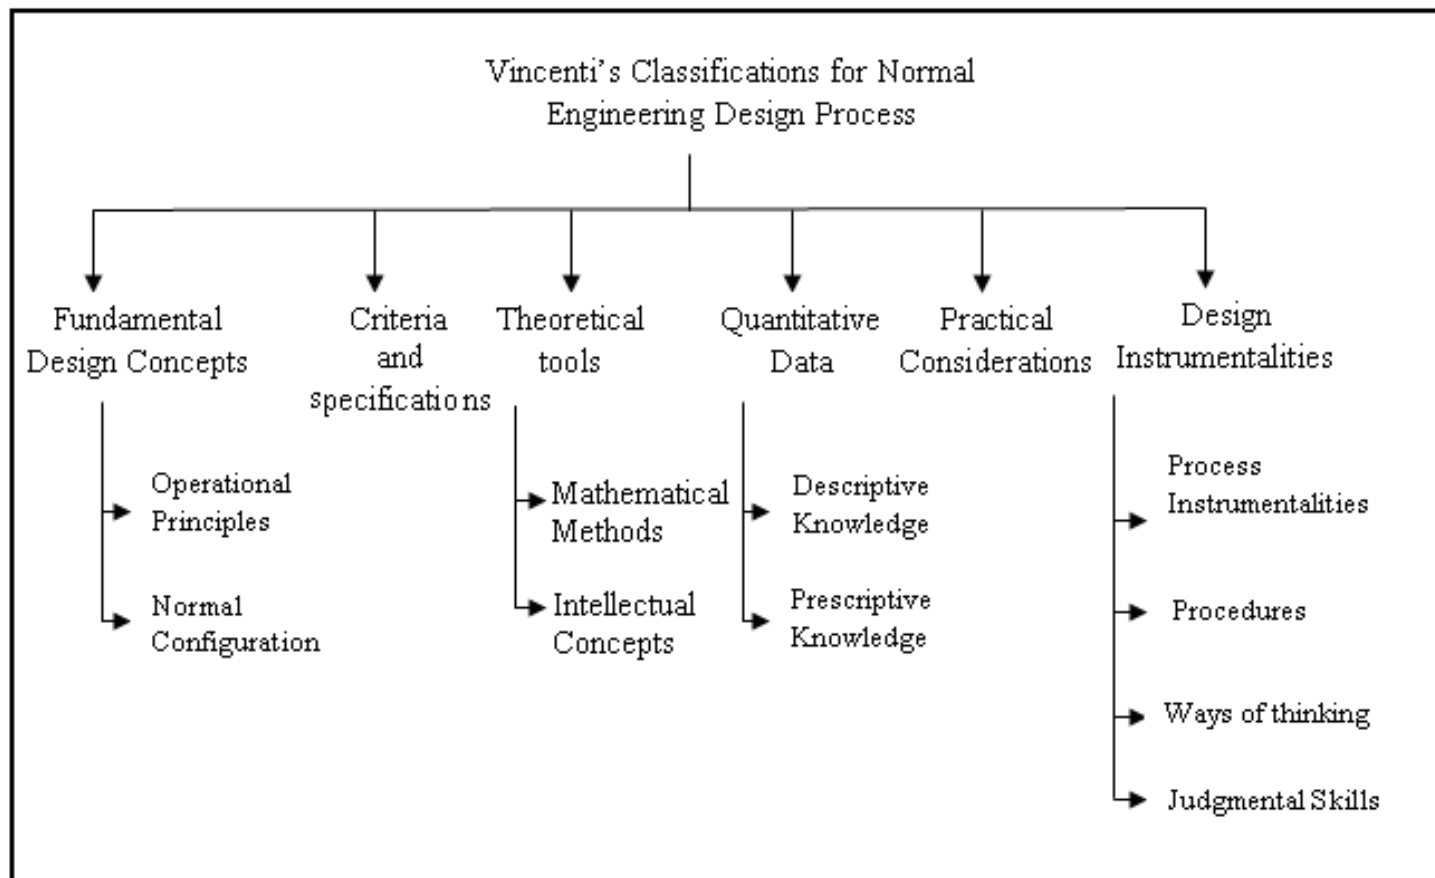 Vincenti's Classifications for Normal
Engineering Design Process
Fundamental
Design Concepts
Criteria
and
specifications
Theoretical
tools
Quantitative
Data
Practical
Considerations
Design
Instrumentalities
Operational
Principles
Normal
Configuration
Mathematical
Methods
Intellectual
Concepts
Descriptive
Knowledge
Prescriptive
Knowledge
Process
Instrumentalities
Procedures
Ways of thinking
Judgmental Skills